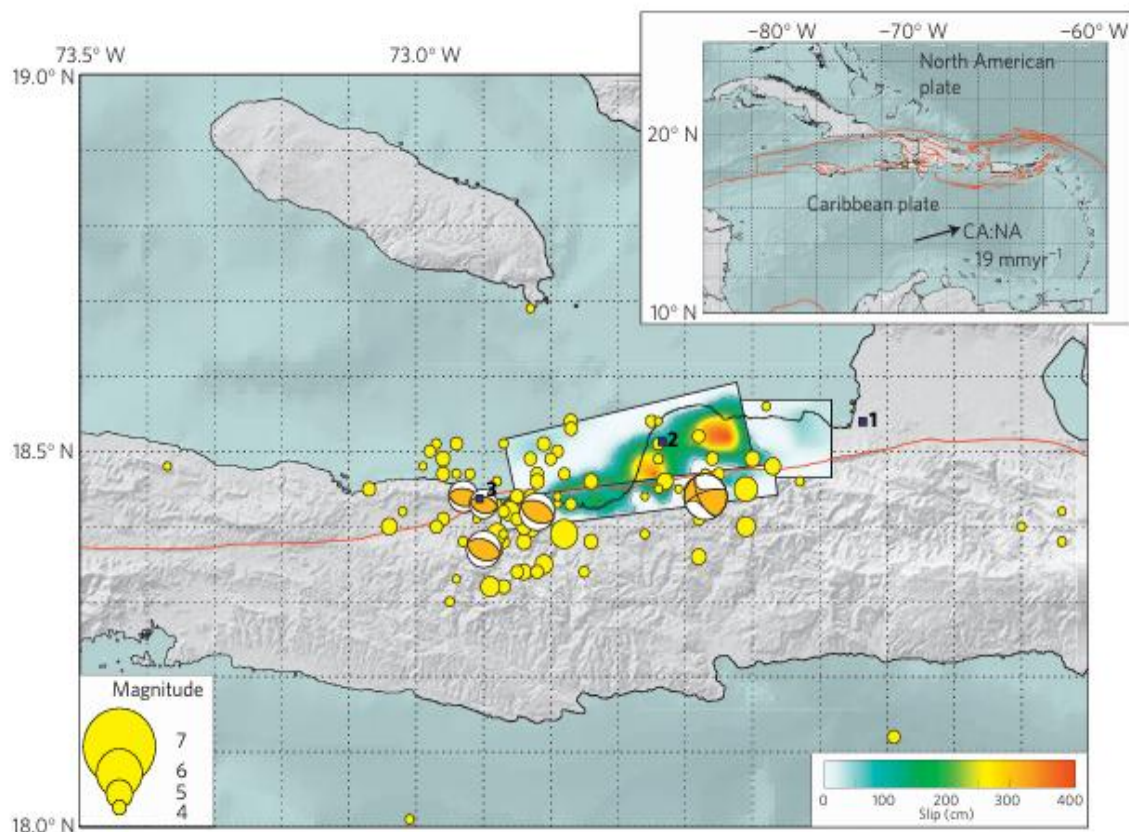 −80° W −70° W −60° W
73.5° W 73.0° W
19.0° N
North American
plate
20° N
Caribbean plate
CA:NA
- 19 mmyr⁻¹
10° N
18.5° N
1
2
3
Magnitude
7
6
5
4
0 100 200 300 400
Slip (cm)
18.0° N